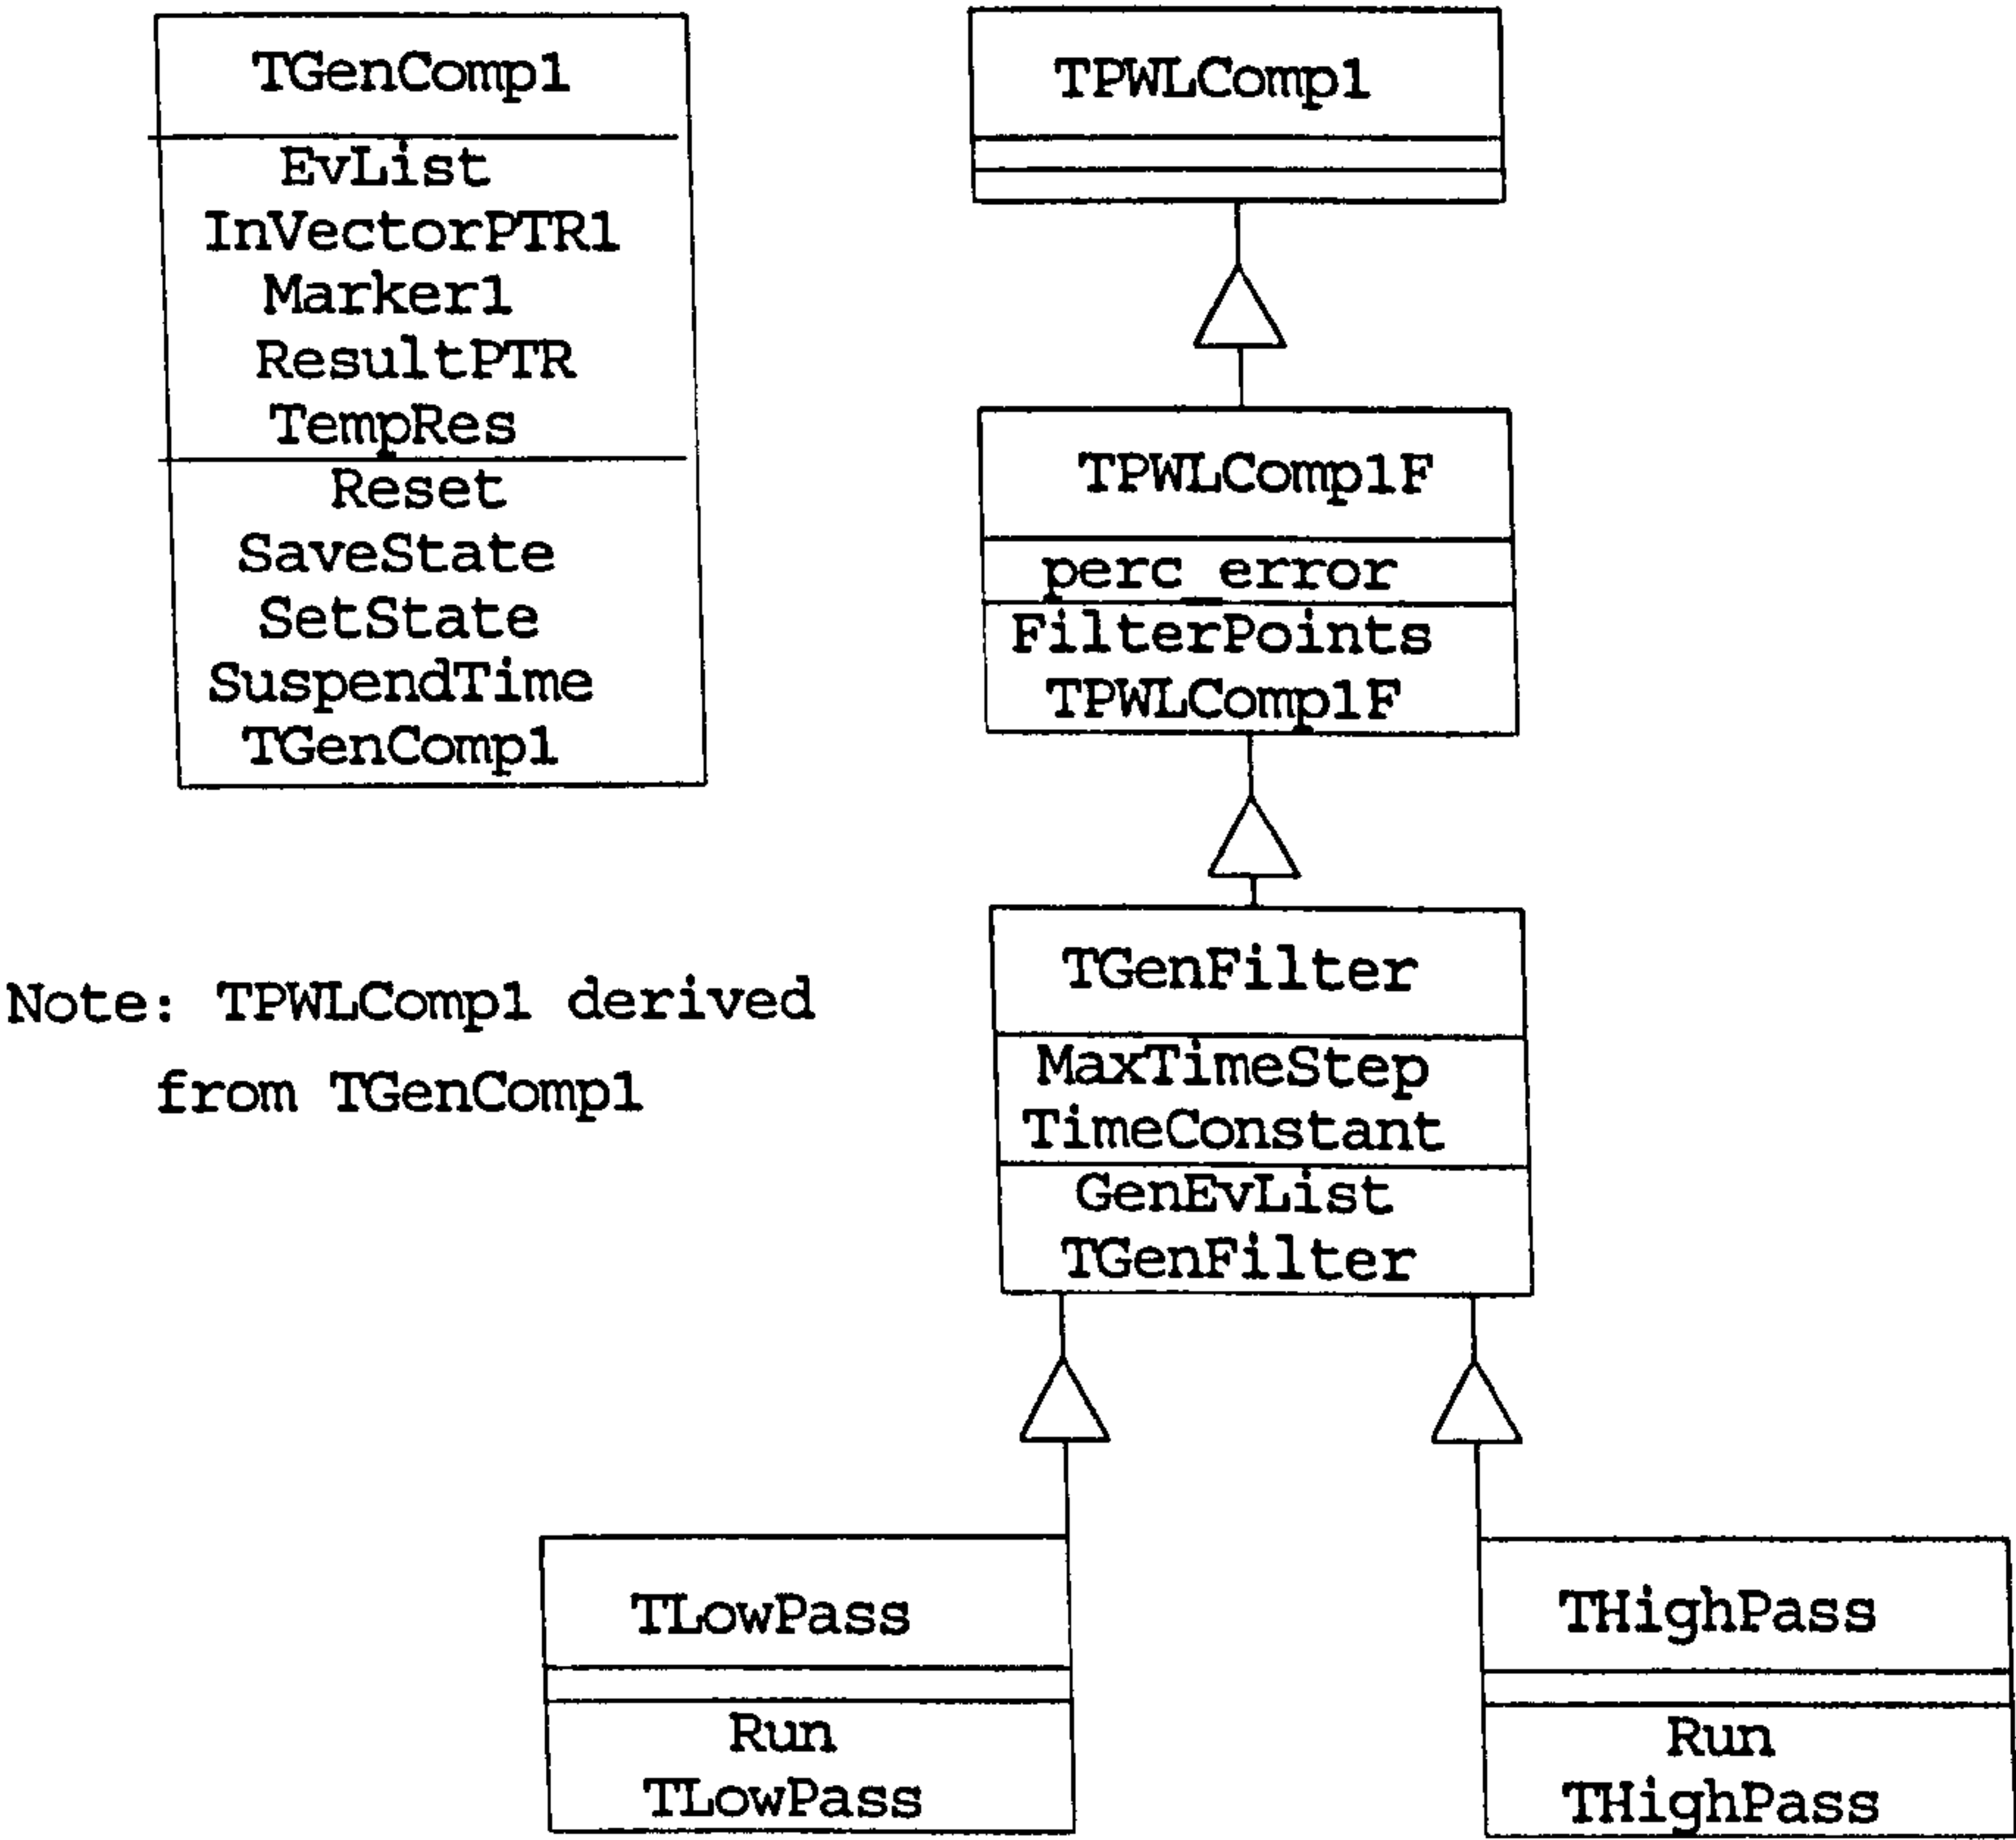 TGenComp1
EvList
InVectorPTR1
Marker1
ResultPTR
TempRes
Reset
SaveState
SetState
SuspendTime
TGenComp1
TPWLComp1
TPWLComp1F
perc_error
FilterPoints
TPWLComp1F
Note: TPWLComp1 derived
from TGenComp1
TGenFilter
MaxTimeStep
TimeConstant
GenEvList
TGenFilter
TLowPass
Run
TLowPass
THighPass
Run
THighPass